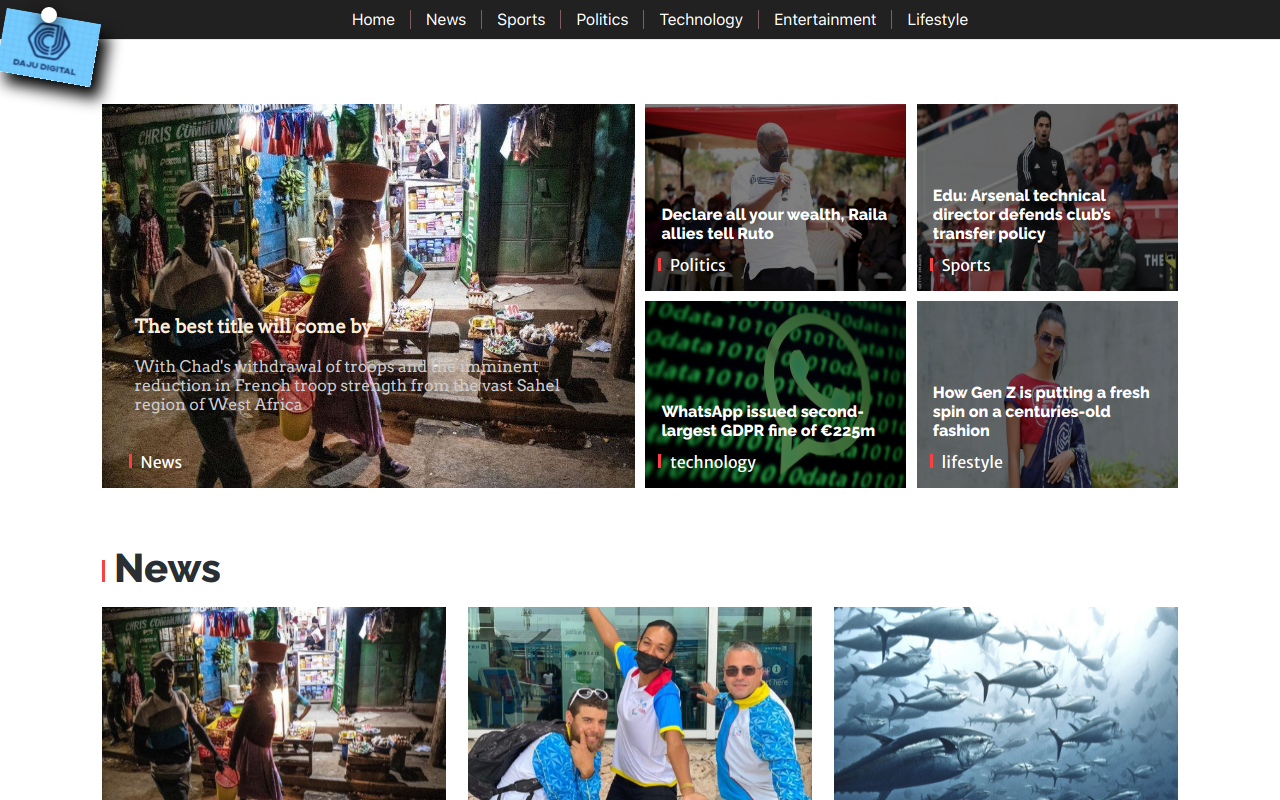 Home
News
Sports
Politics
Technology
Entertainment
Lifestyle
DAJU DIGITAL
CHRIS COMMUNI
The best title will come by
With Chad's withdrawal of troops and the imminent
reduction in French troop strength from the vast Sahel
region of West Africa
News
Declare all your wealth, Raila
allies tell Ruto
Politics
Edu: Arsenal technical
director defends club's
transfer policy
Sports
THE
WhatsApp issued second-
largest GDPR fine of €225m
technology
How Gen Z is putting a fresh
spin on a centuries-old
fashion
lifestyle
News